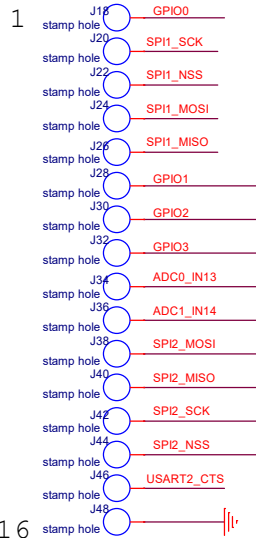 1
J18 GPIO0
stamp hole
J20 SPI1_SCK
stamp hole
J22 SPI1_NSS
stamp hole
J24 SPI1_MOSI
stamp hole
J26 SPI1_MISO
stamp hole
J28 GPIO1
stamp hole
J30 GPIO2
stamp hole
J32 GPIO3
stamp hole
J34 ADC0_IN13
stamp hole
J36 ADC1_IN14
stamp hole
J38 SPI2_MOSI
stamp hole
J40 SPI2_MISO
stamp hole
J42 SPI2_SCK
stamp hole
J44 SPI2_NSS
stamp hole
J46 USART2_CTS
stamp hole
J48
16 stamp hole